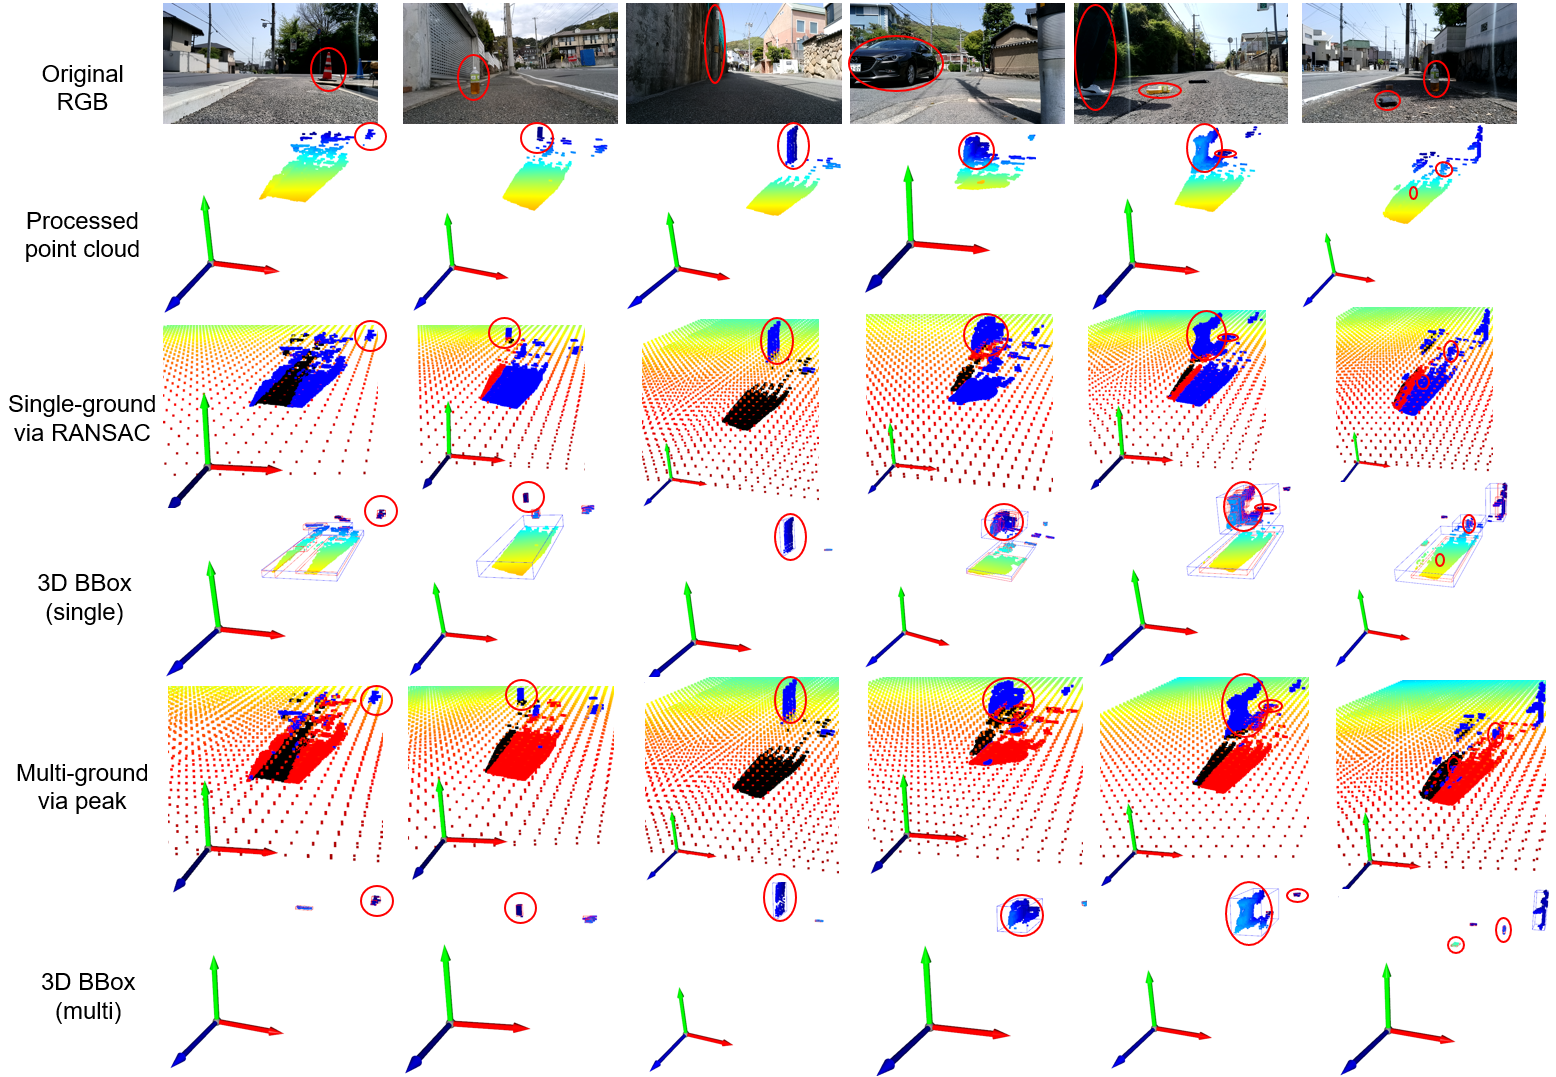 Original
RGB
Processed
point cloud
Single-ground
via RANSAC
3D BBox
(single)
Multi-ground
via peak
3D BBox
(multi)